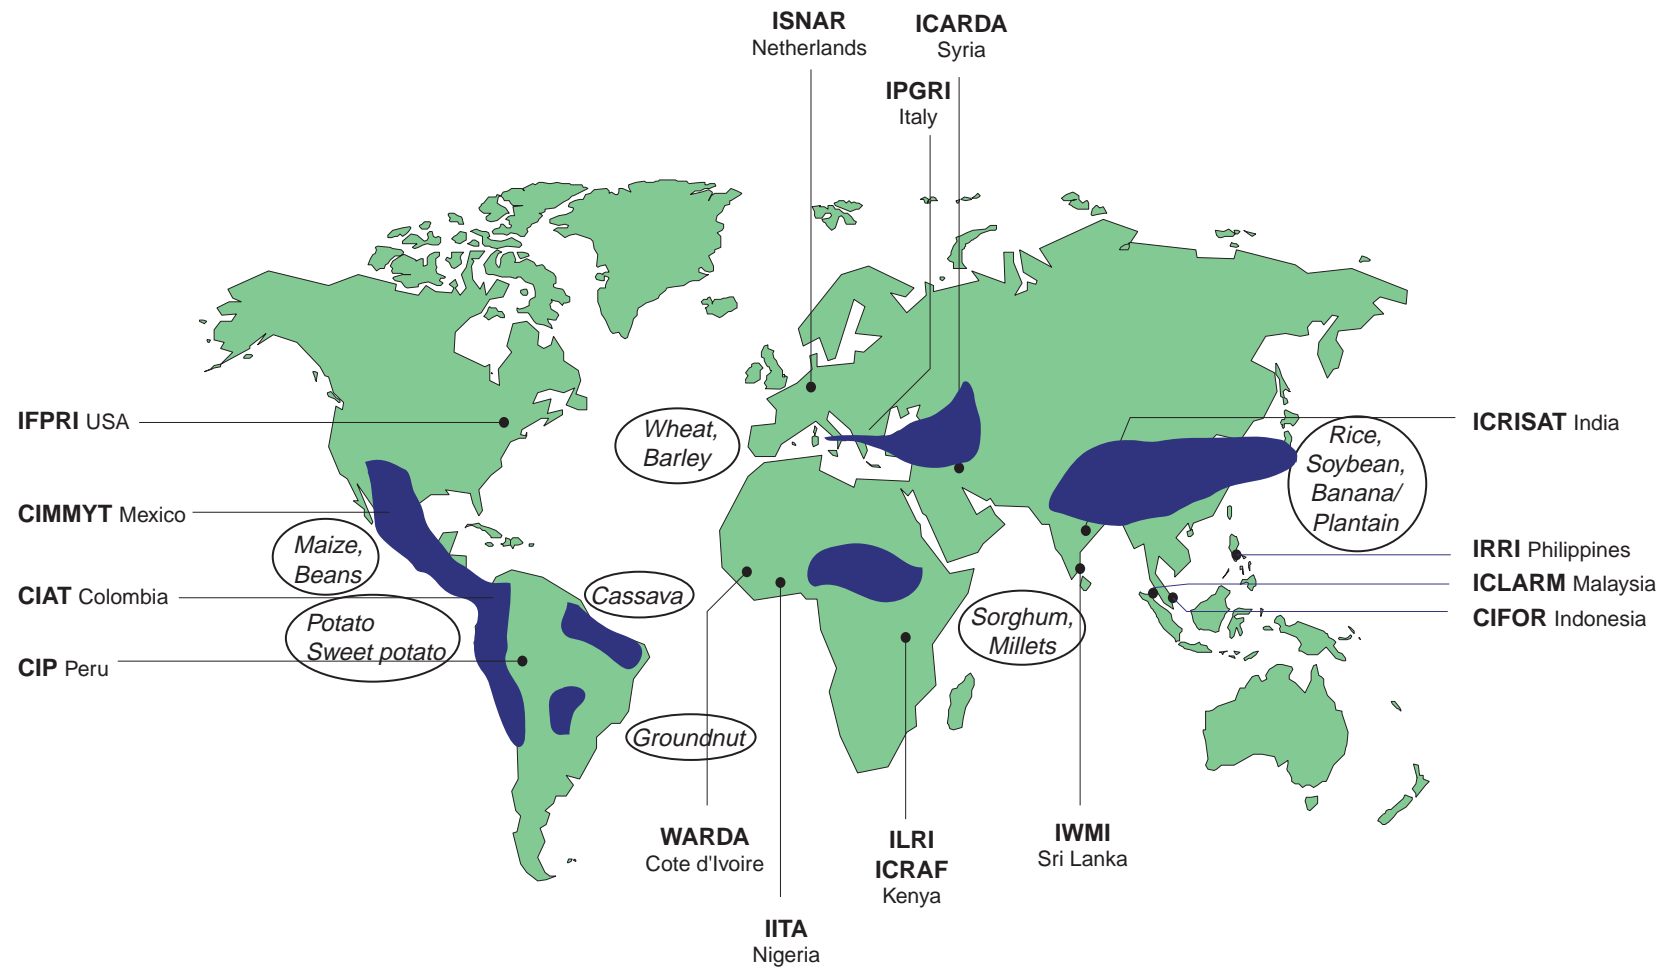 ISNAR
Netherlands
ICARDA
Syria
IPGRI
Italy
IFPRI USA
Wheat,
Barley
ICRISAT India
Rice,
Soybean,
Banana/
Plantain
CIMMYT Mexico
Maize,
Beans
IRRI Philippines
ICLARM Malaysia
CIFOR Indonesia
CIAT Colombia
Cassava
Potato
Sweet potato
Sorghum,
Millets
CIP Peru
Groundnut
WARDA
Cote d'Ivoire
ILRI
ICRAF
Kenya
IWMI
Sri Lanka
IITA
Nigeria